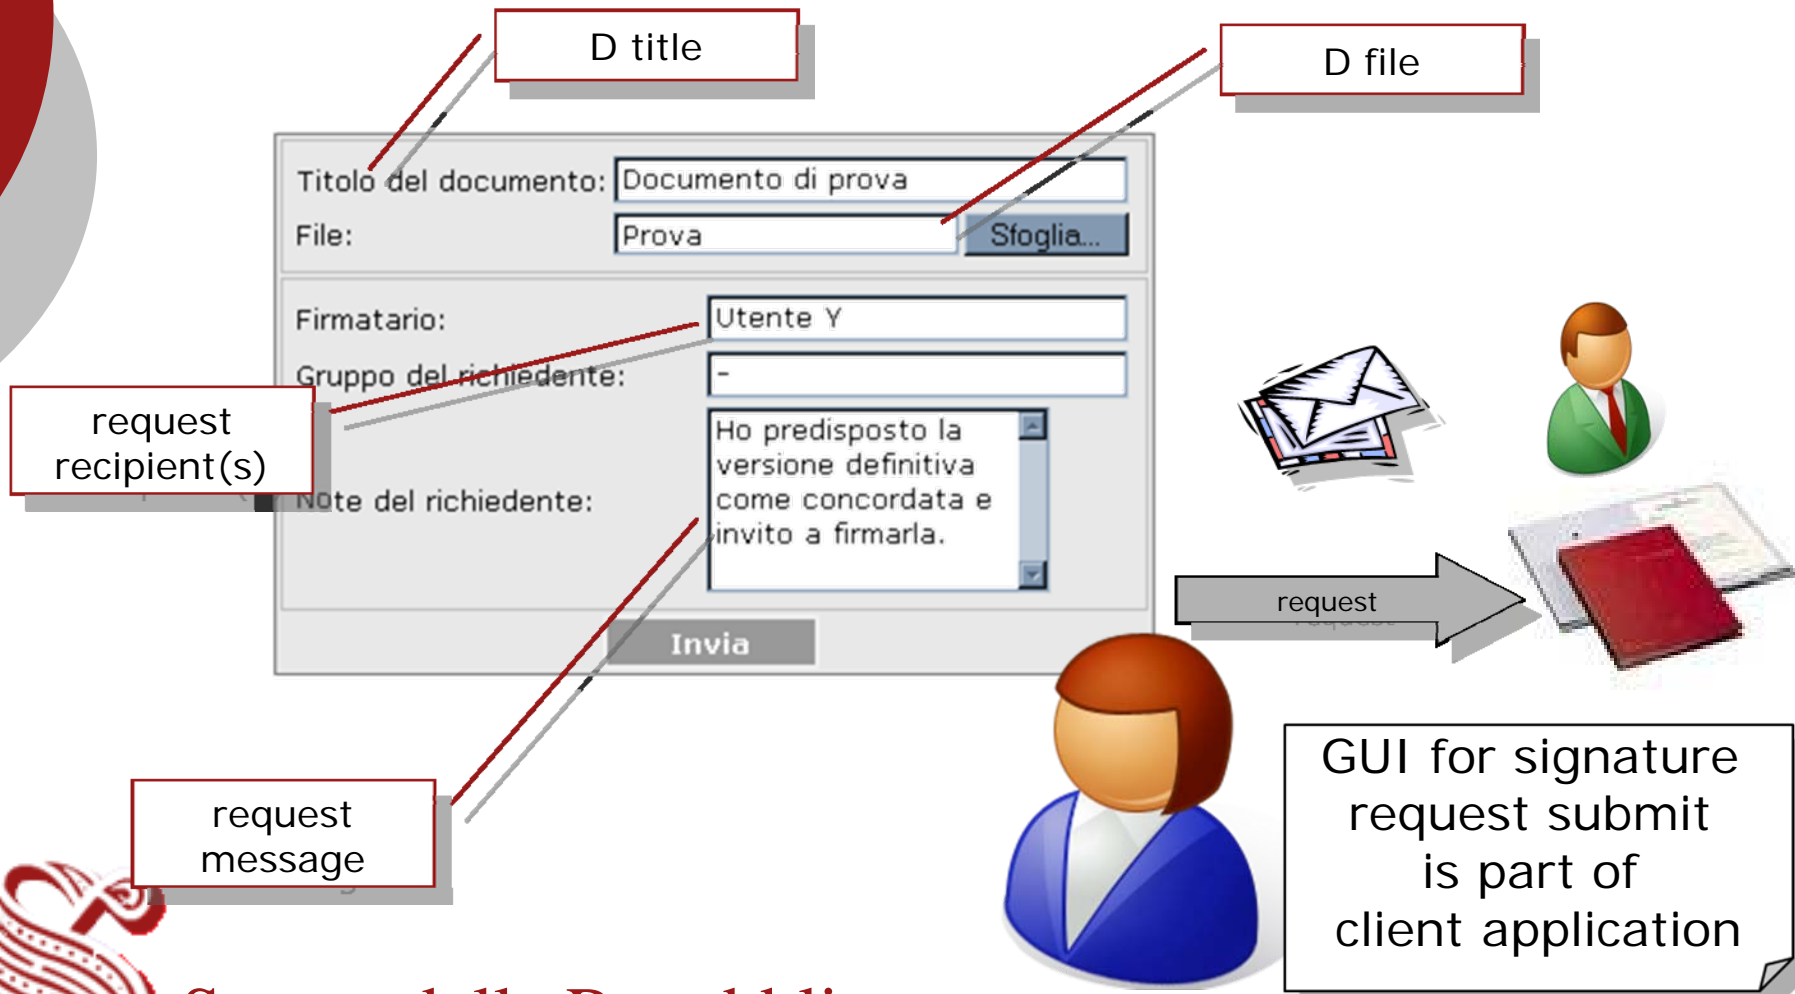 D title
D file
Titolo del documento: Documento di prova
File: Prova Sfoglia...
Firmatario: Utente Y
Gruppo del richiedente: -
request
recipient(s)
Note del richiedente:
Ho predisposto la
versione definitiva
come concordata e
invito a firmarla.
Invia
request
request
message
GUI for signature
request submit
is part of
client application